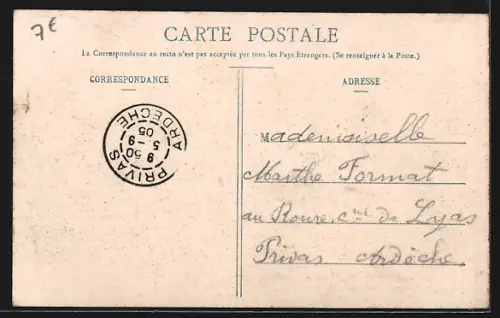 7€
CARTE POSTALE
La Correspondance au recto n'est pas acceptée par tous les Pays Etrangers. (Se renseigner à la Poste.)
CORRESPONDANCE
ADRESSE
PRIVAS
9 50
5 - 9
05
ARDECHE
Mademoiselle
Marthe Format
au Roure, cne de Lyas
Privas Ardèche.